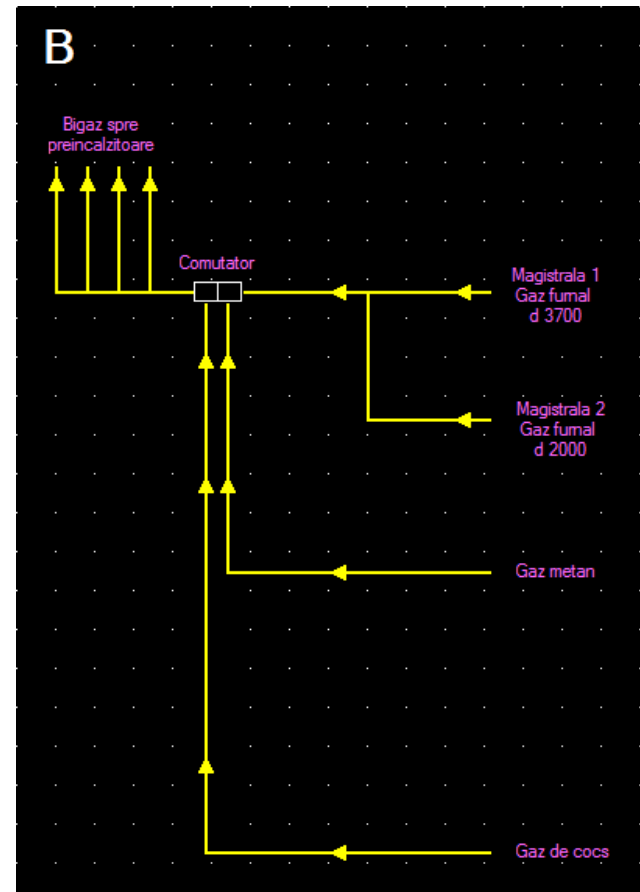 B
Bigaz spre
preincalzitoare
Comutator
Magistrala 1
Gaz furnal
d 3700
Magistrala 2
Gaz furnal
d 2000
Gaz metan
Gaz de cocs